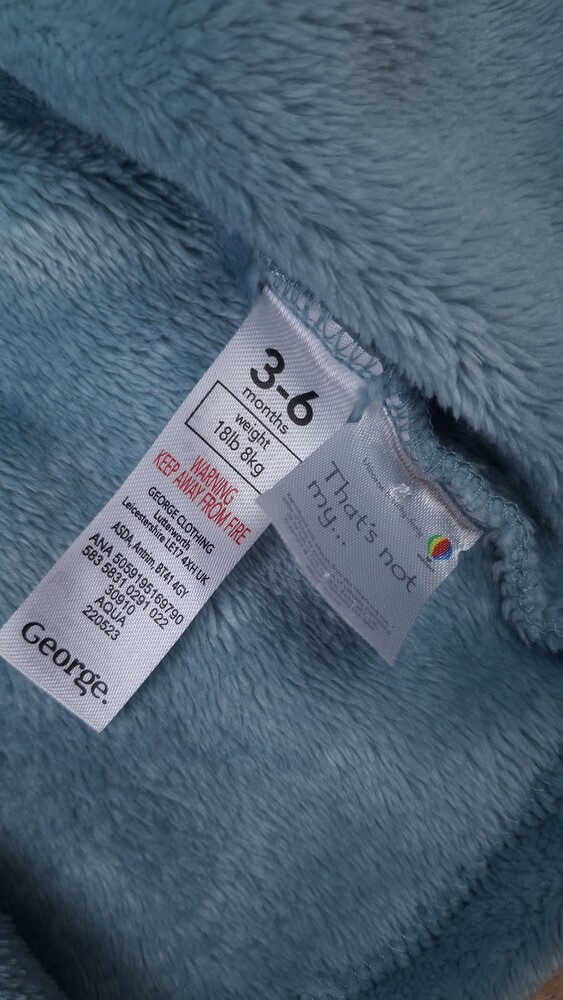 3-6
months
weight
18lb 8kg
WARNING
KEEP AWAY FROM FIRE
GEORGE CLOTHING
Lutterworth
Leicestershire LE17 4XH UK
ASDA, Antrim, BT41 4GY
ANA 5059195169790
583 5831 0291 022
30910
AQUA
220523
George.
That's not
my...